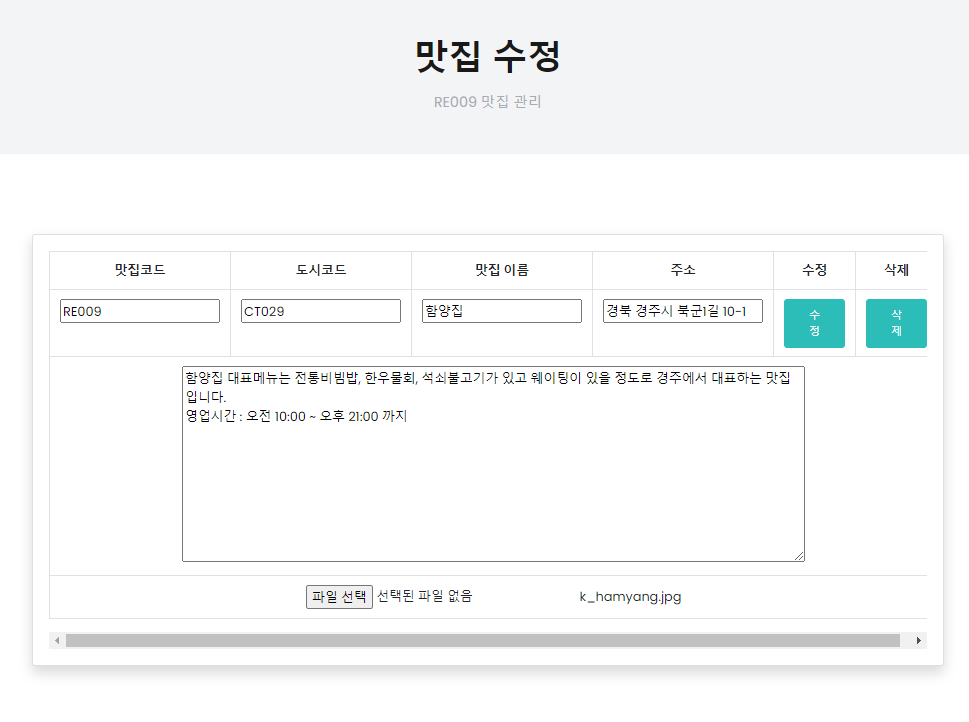 맛집 수정
RE009 맛집 관리
맛집코드 도시코드 맛집 이름 주소 수정 삭제
RE009 CT029 함양집 경북 경주시 북군1길 10-1 수 삭
정 제
함양집 대표메뉴는 전통비빔밥, 한우물회, 석쇠불고기가 있고 웨이팅이 있을 정도로 경주에서 대표하는 맛집
입니다.
영업시간 : 오전 10:00 ~ 오후 21:00 까지
파일 선택 선택된 파일 없음 k_hamyang.jpg